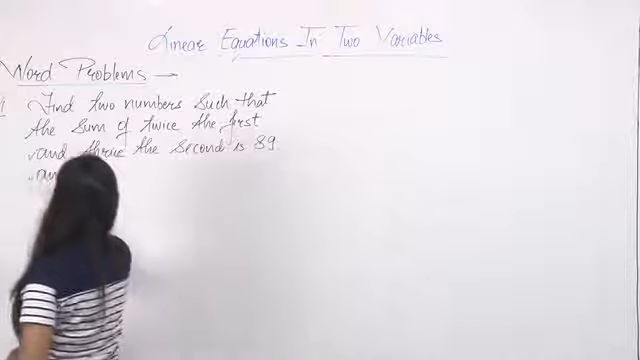 Linear Equations In Two Variables
Word Problems
Find two numbers such that
the sum of twice the first
and thrice the second is 89